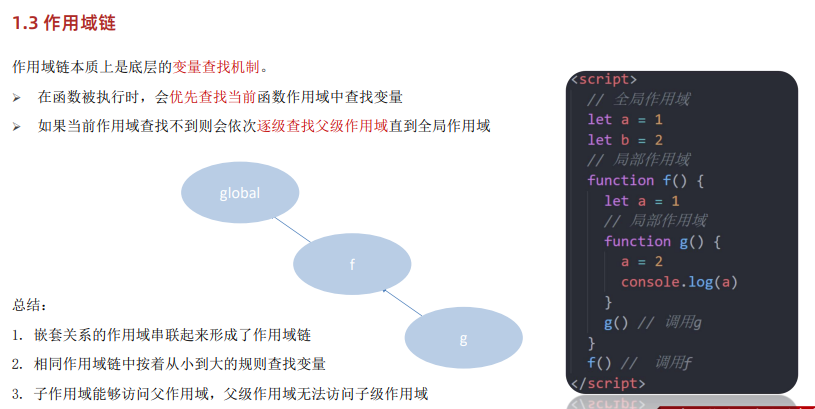 1.3 作用域链
作用域链本质上是底层的变量查找机制。
➢ 在函数被执行时，会优先查找当前函数作用域中查找变量
➢ 如果当前作用域查找不到则会依次逐级查找父级作用域直到全局作用域
global
f
g
总结：
1. 嵌套关系的作用域串联起来形成了作用域链
2. 相同作用域链中按着从小到大的规则查找变量
3. 子作用域能够访问父作用域，父级作用域无法访问子级作用域
<script>
// 全局作用域
let a = 1
let b = 2
// 局部作用域
function f() {
let a = 1
// 局部作用域
function g() {
a = 2
console.log(a)
}
g() // 调用g
}
f() // 调用f
</script>